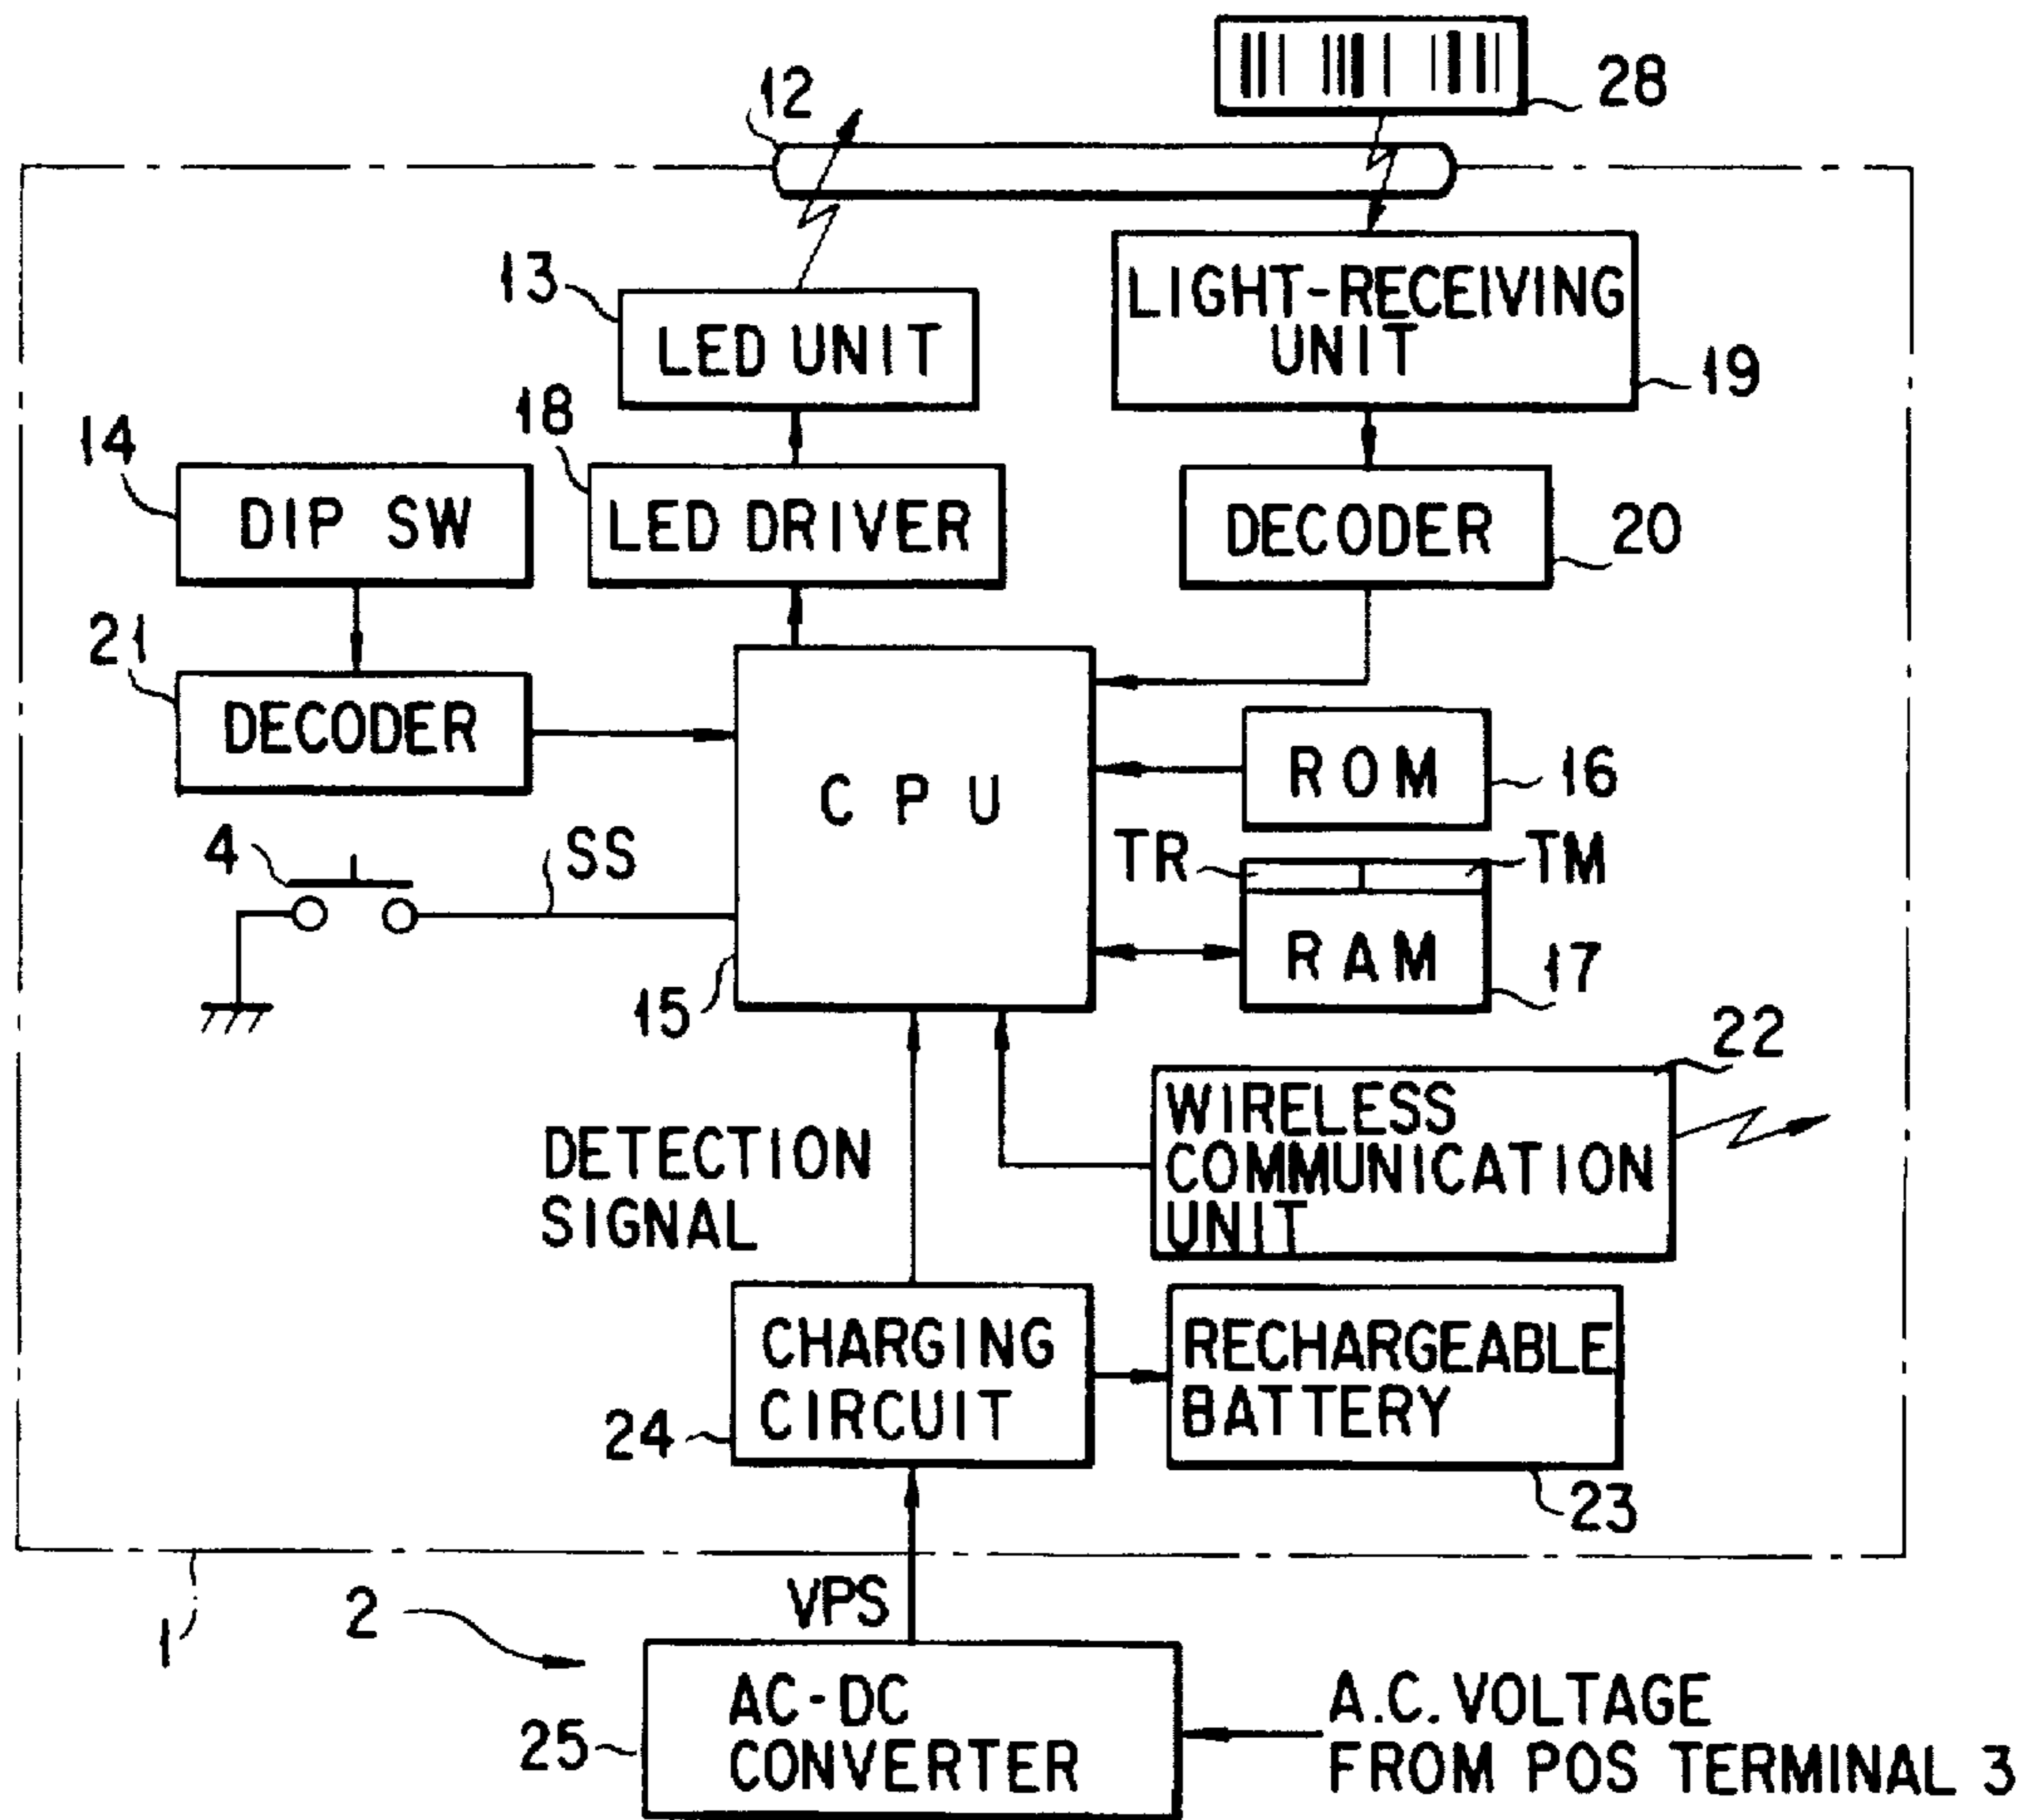 28
12
13
LED UNIT
LIGHT-RECEIVING
UNIT
19
14
DIP SW
18
LED DRIVER
DECODER
20
21
DECODER
CPU
ROM
16
4
SS
TR
TM
RAM
17
15
22
WIRELESS
COMMUNICATION
UNIT
DETECTION
SIGNAL
CHARGING
CIRCUIT
24
RECHARGEABLE
BATTERY
23
1
2
VPS
AC-DC
CONVERTER
25
A.C. VOLTAGE
FROM POS TERMINAL 3